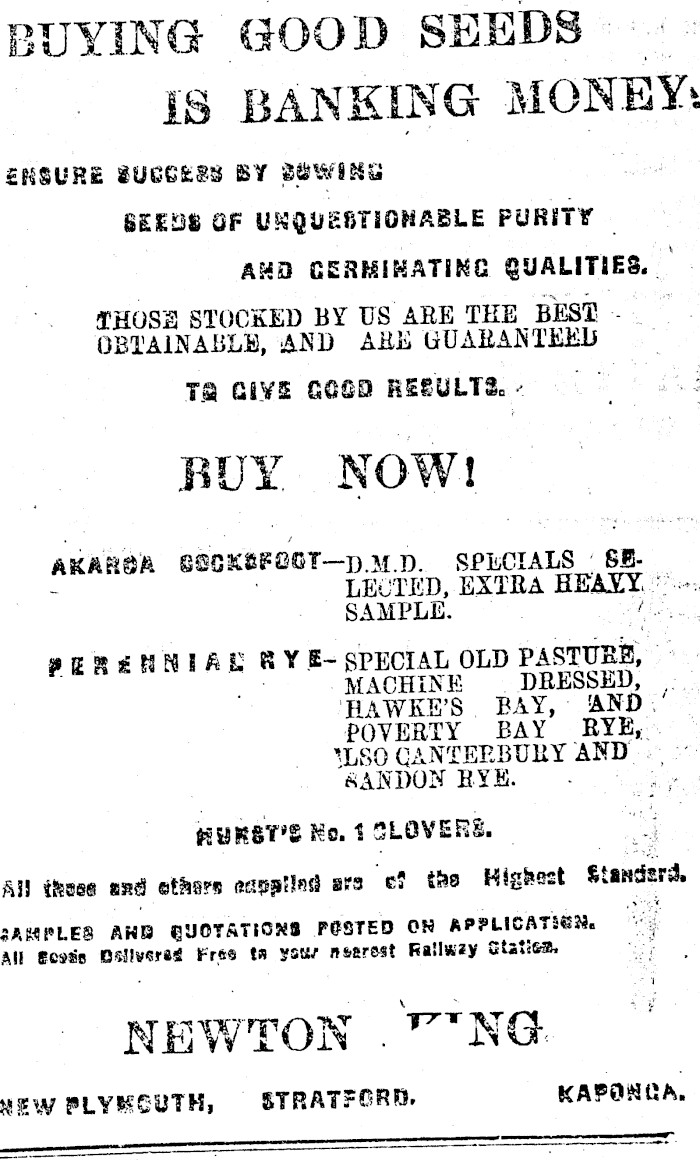 BUYING GOOD SEEDS
IS BANKING MONEY.
ENSURE SUCCESS BY SOWING
SEEDS OF UNQUESTIONABLE PURITY
AND GERMINATING QUALITIES.
THOSE STOCKED BY US ARE THE BEST
OBTAINABLE, AND ARE GUARANTEED
TO GIVE GOOD RESULTS.
BUY NOW!
AKAROA COCKSFOOT—D.M.D. SPECIALS SE-
LECTED, EXTRA HEAVY
SAMPLE.
PERENNIAL RYE—SPECIAL OLD PASTURE,
MACHINE DRESSED,
HAWKE'S BAY, AND
POVERTY BAY RYE,
ALSO CANTERBURY AND
SANDON RYE.
HURST'S No. 1 CLOVERS.
All these and others supplied are of the Highest Standard.
SAMPLES AND QUOTATIONS POSTED ON APPLICATION.
All Goods Delivered Free to your nearest Railway Station.
NEWTON KING
NEW PLYMOUTH, STRATFORD. KAPONGA.